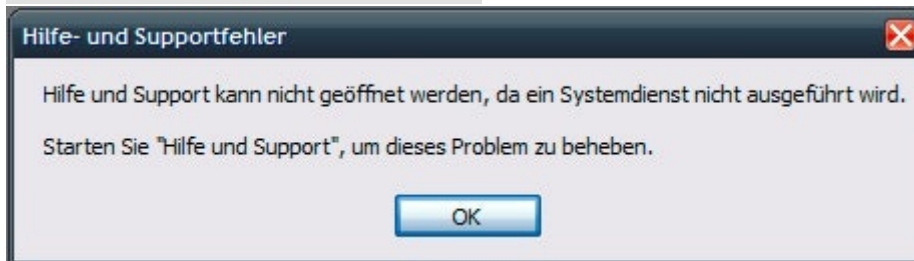 Hilfe- und Supportfehler
Hilfe und Support kann nicht geöffnet werden, da ein Systemdienst nicht ausgeführt wird.
Starten Sie "Hilfe und Support", um dieses Problem zu beheben.
OK